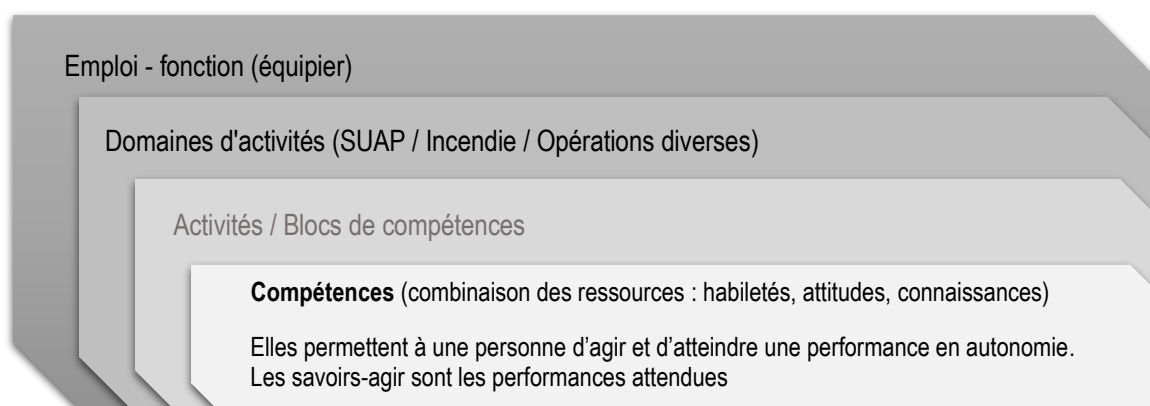 Emploi - fonction (équipier)
Domaines d'activités (SUAP / Incendie / Opérations diverses)
Activités / Blocs de compétences
Compétences (combinaison des ressources : habiletés, attitudes, connaissances)
Elles permettent à une personne d’agir et d’atteindre une performance en autonomie.
Les savoirs-agir sont les performances attendues